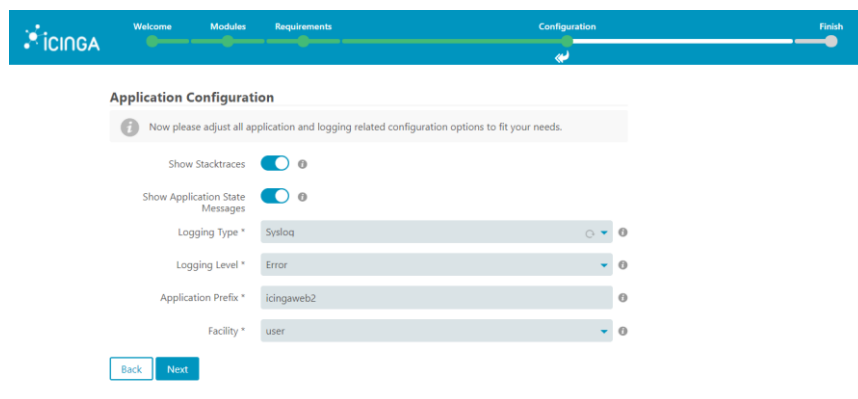 Welcome Modules Requirements Configuration Finish
ICINGA
Application Configuration
Now please adjust all application and logging related configuration options to fit your needs.
Show Stacktraces
Show Application State
Messages
Logging Type * Syslog
Logging Level * Error
Application Prefix * icingaweb2
Facility * user
Back Next